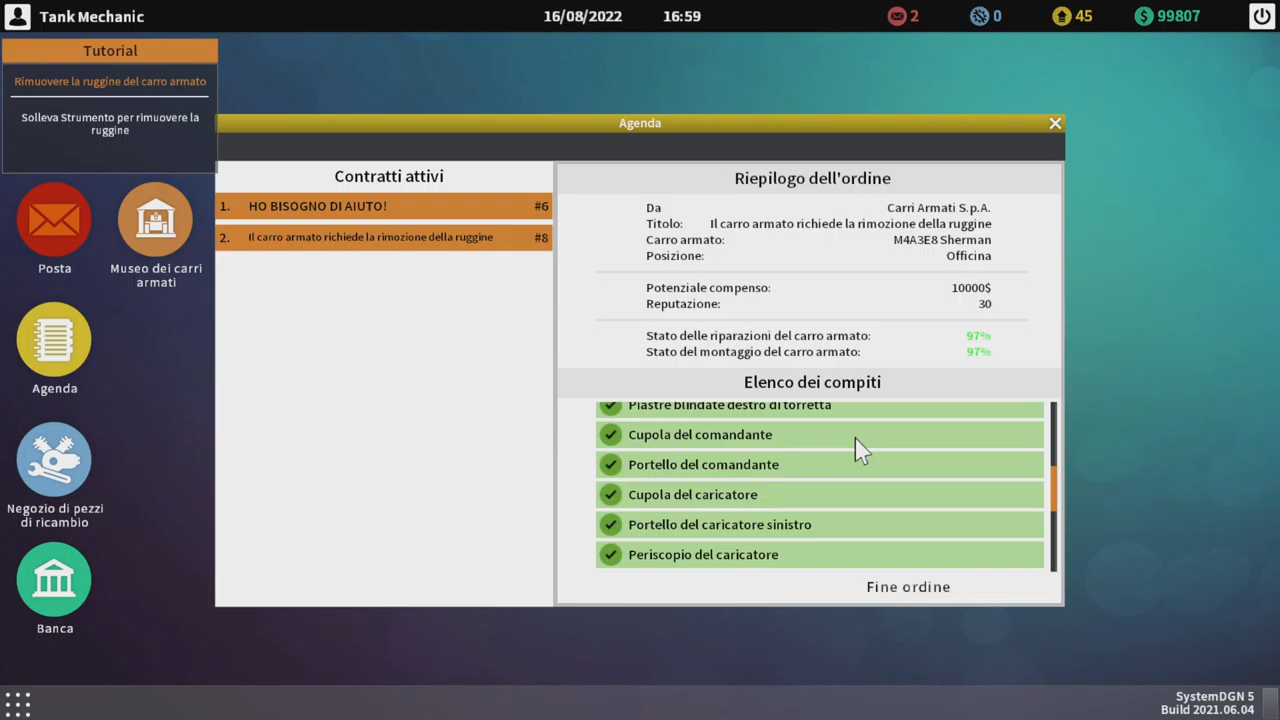 Tank Mechanic
16/08/2022
16:59
2
0
45
$ 99807
Tutorial
Rimuovere la ruggine del carro armato
Solleva Strumento per rimuovere la
ruggine
Agenda
Posta
Museo dei carri
armati
Agenda
Negozio di pezzi
di ricambio
Banca
Contratti attivi
1. HO BISOGNO DI AIUTO! #6
2. Il carro armato richiede la rimozione della ruggine #8
Riepilogo dell'ordine
Da Carri Armati S.p.A.
Titolo: Il carro armato richiede la rimozione della ruggine
Carro armato: M4A3E8 Sherman
Posizione: Officina
Potenziale compenso: 10000$
Reputazione: 30
Stato delle riparazioni del carro armato: 97%
Stato del montaggio del carro armato: 97%
Elenco dei compiti
Piastre blindate destro di torretta
Cupola del comandante
Portello del comandante
Cupola del caricatore
Portello del caricatore sinistro
Periscopio del caricatore
Fine ordine
SystemDGN 5
Build 2021.06.04